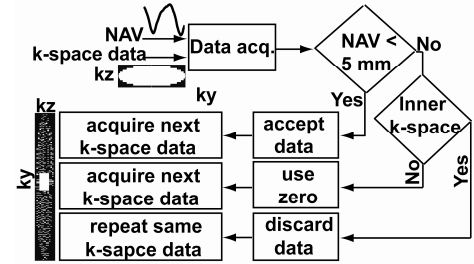 NAV
k-space data
kz
ky
Data acq.
NAV <
5 mm
No
Yes
Inner
k-space
No
Yes
kz
ky
acquire next
k-space data
accept
data
acquire next
k-space data
use
zero
repeat same
k-sapce data
discard
data